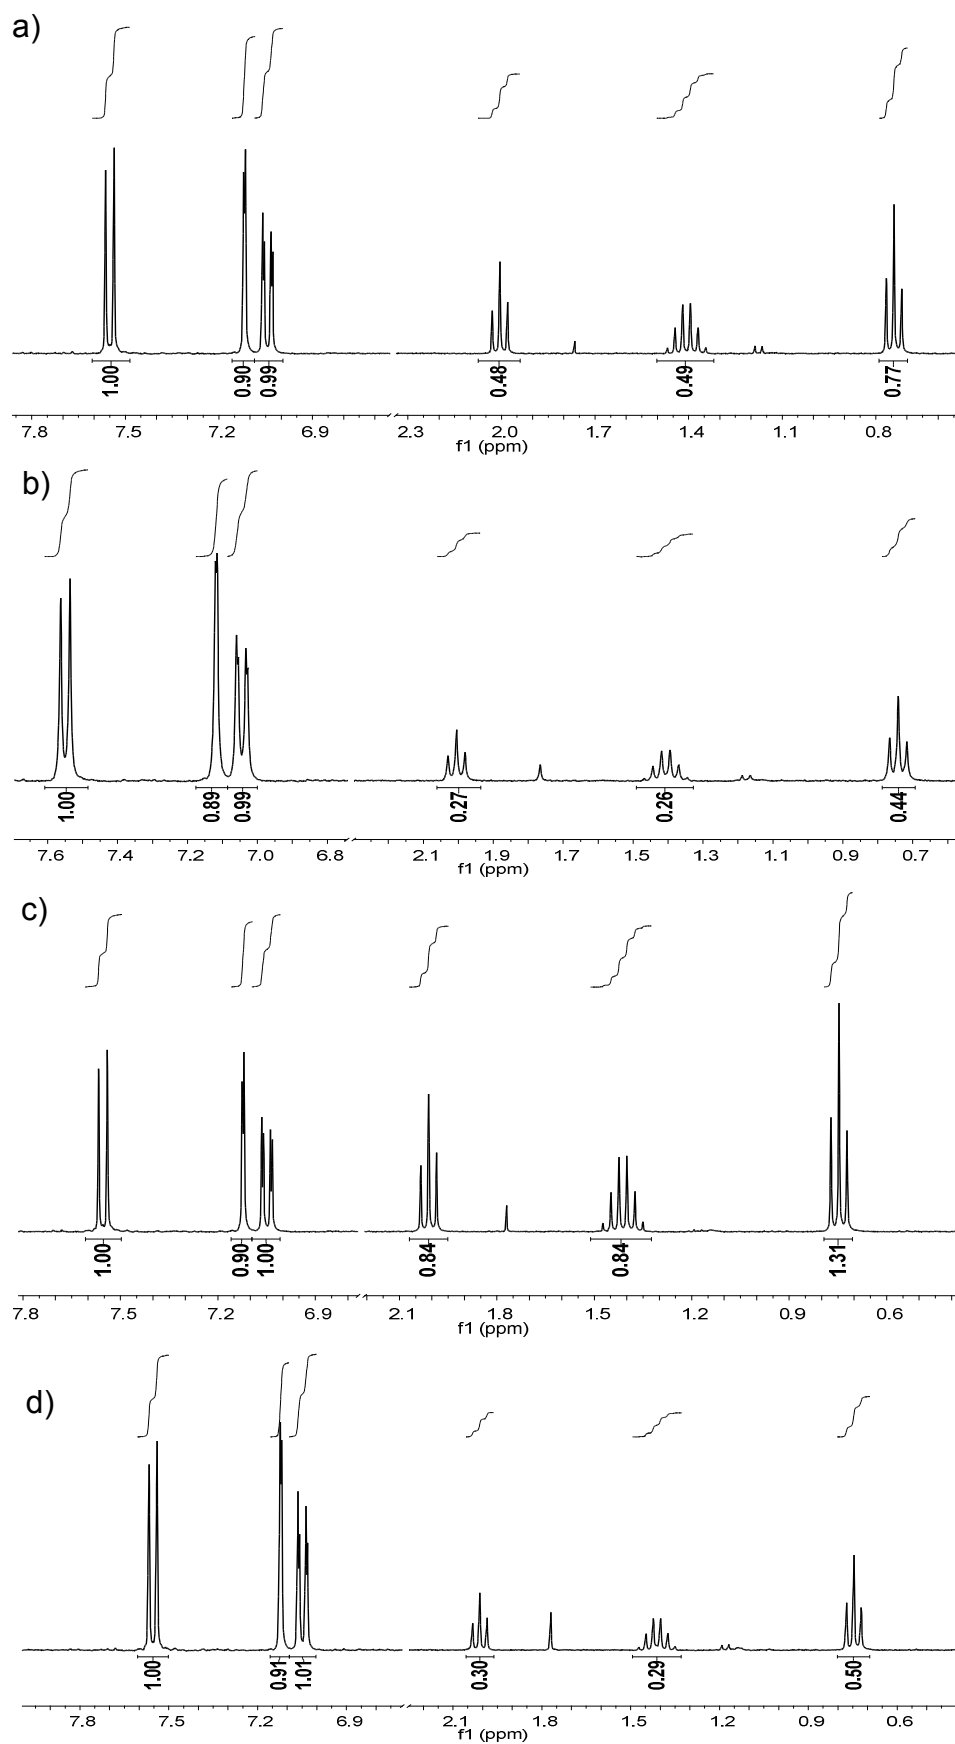 a)
1.00 0.90 0.99 0.48 0.49 0.77
7.8 7.5 7.2 6.9 2.3 2.0 1.7 1.4 1.1 0.8
f1 (ppm)
b)
1.00 0.89 0.99 0.27 0.26 0.44
7.6 7.4 7.2 7.0 6.8 2.1 1.9 1.7 1.5 1.3 1.1 0.9 0.7
f1 (ppm)
c)
1.00 0.90 1.00 0.84 0.84 1.31
7.8 7.5 7.2 6.9 2.1 1.8 1.5 1.2 0.9 0.6
f1 (ppm)
d)
1.00 0.91 1.01 0.30 0.29 0.50
7.8 7.5 7.2 6.9 2.1 1.8 1.5 1.2 0.9 0.6
f1 (ppm)